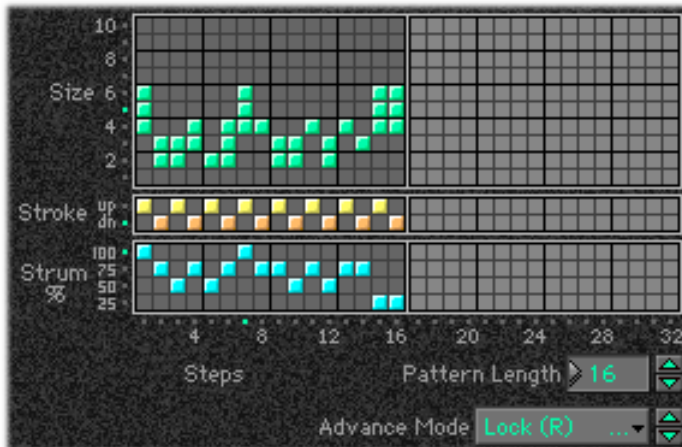 10
8
Size 6
4
2
Stroke up
dn
100
Strum 75
% 50
25
4 8 12 16 20 24 28 32
Steps Pattern Length 16
Advance Mode Lock (R) ...